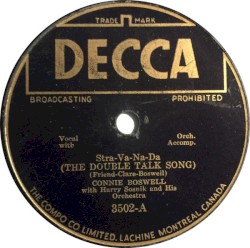 TRADE MARK
DECCA
BROADCASTING PROHIBITED
Vocal Orch.
with Accomp.
Stra-Va-Na-Da
(THE DOUBLE TALK SONG)
(Friend-Clare-Boswell)
CONNIE BOSWELL
with Harry Sosnik and His
Orchestra
3502-A
THE COMPO CO. LIMITED, LACHINE MONTREAL CANADA